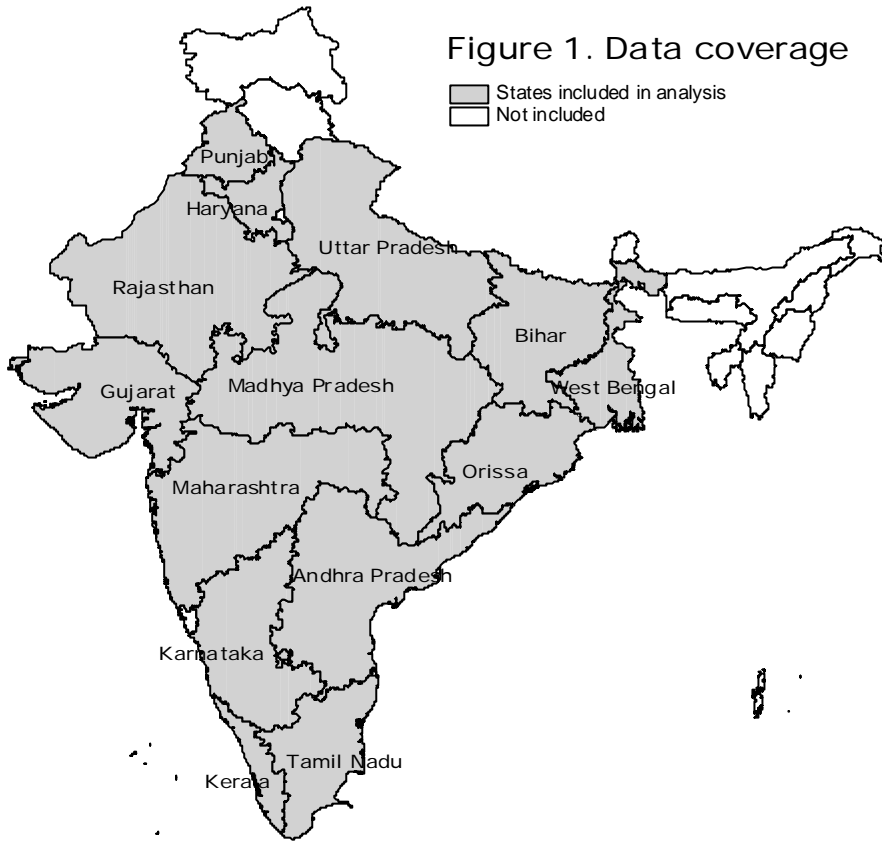 Figure 1. Data coverage
States included in analysis
Not included
Punjab
Haryana
Uttar Pradesh
Rajasthan
Bihar
Gujarat
Madhya Pradesh
West Bengal
Orissa
Maharashtra
Andhra Pradesh
Karnataka
Tamil Nadu
Kerala